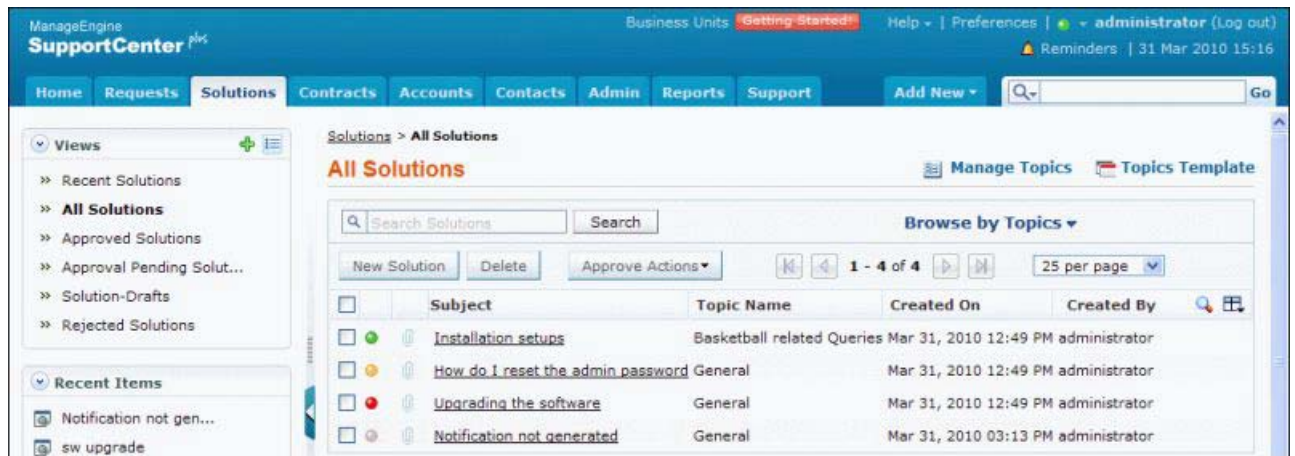 ManageEngine
SupportCenter plus
Business Units Getting Started! Help | Preferences | administrator (Log out)
Reminders | 31 Mar 2010 15:16
Home Requests Solutions Contracts Accounts Contacts Admin Reports Support Add New Go
Views
Recent Solutions
All Solutions
Approved Solutions
Approval Pending Solut...
Solution-Drafts
Rejected Solutions
Recent Items
Notification not gen...
sw upgrade
Solutions > All Solutions
All Solutions
Manage Topics Topics Template
Search Solutions Search Browse by Topics
New Solution Delete Approve Actions 1 - 4 of 4 25 per page
Subject Topic Name Created On Created By
Installation setups Basketball related Queries Mar 31, 2010 12:49 PM administrator
How do I reset the admin password General Mar 31, 2010 12:49 PM administrator
Upgrading the software General Mar 31, 2010 12:49 PM administrator
Notification not generated General Mar 31, 2010 03:13 PM administrator